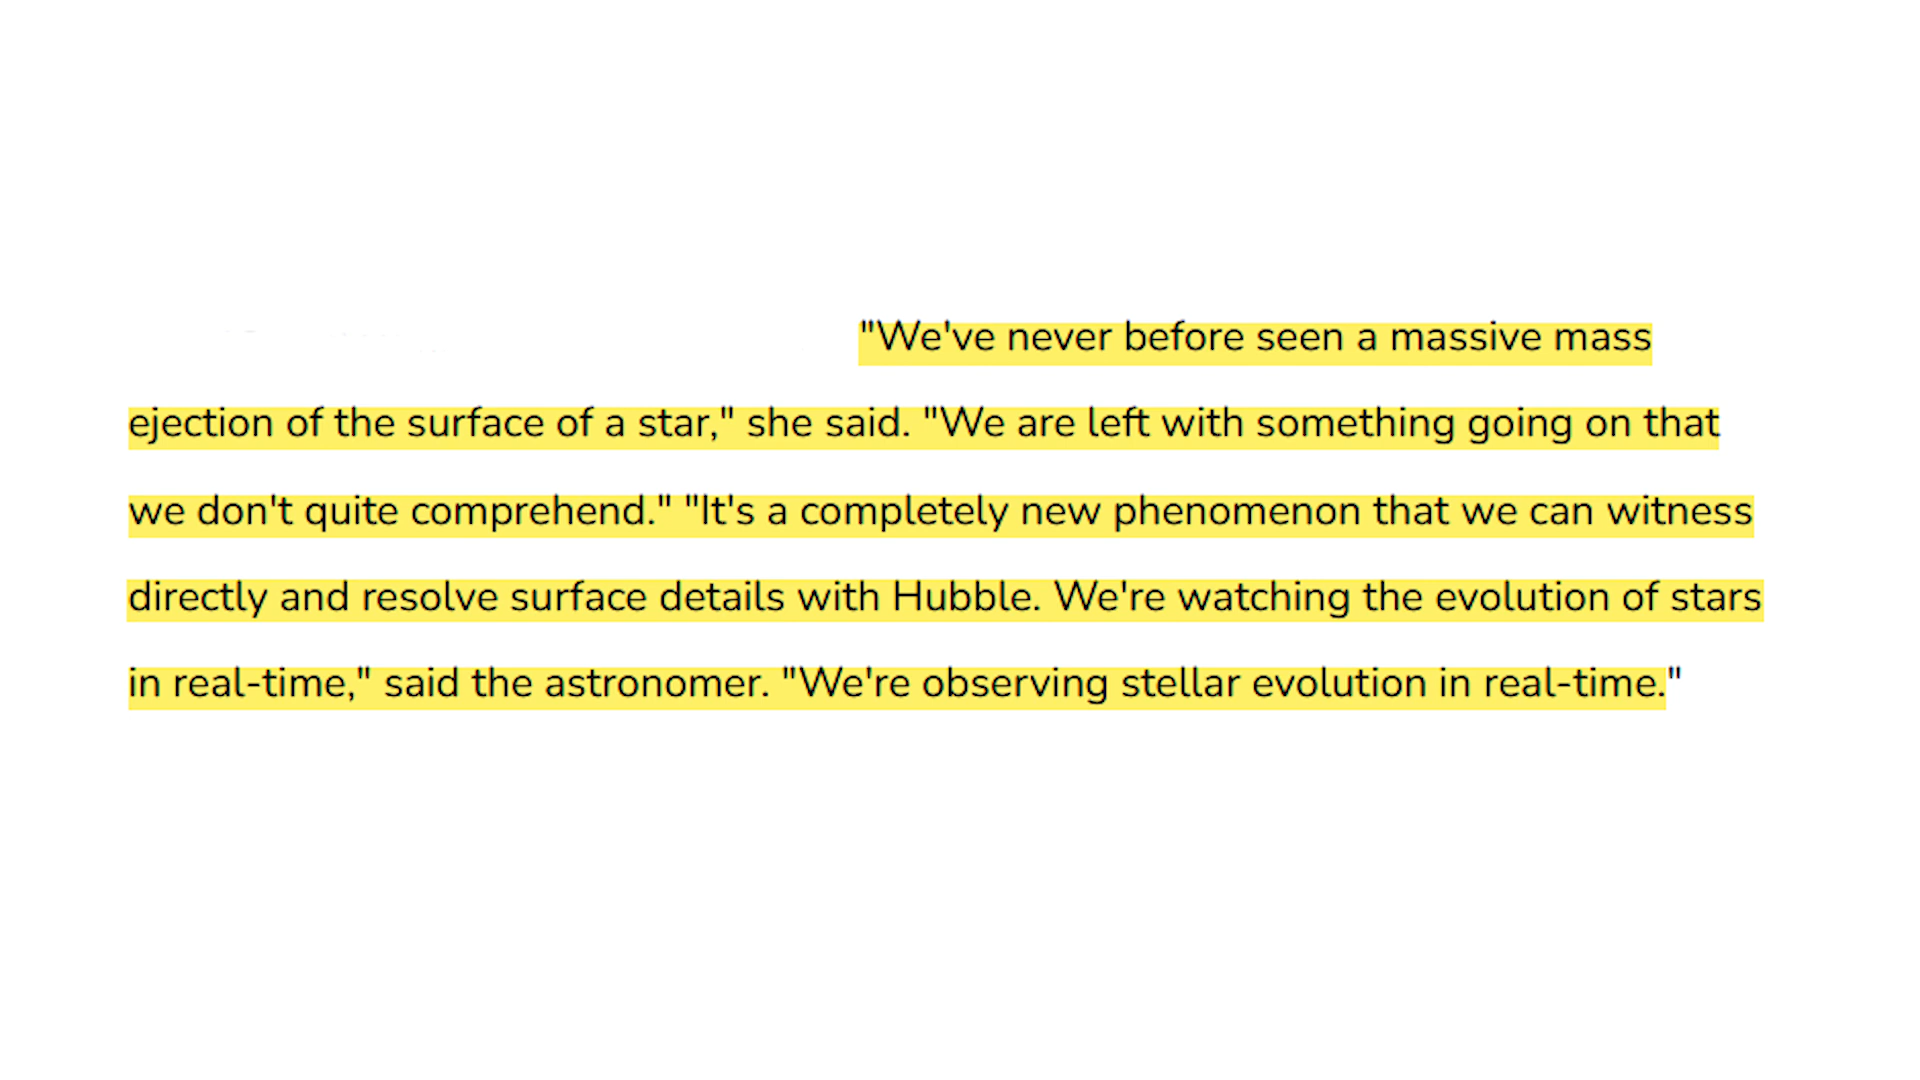 "We've never before seen a massive mass
ejection of the surface of a star," she said. "We are left with something going on that
we don't quite comprehend." "It's a completely new phenomenon that we can witness
directly and resolve surface details with Hubble. We're watching the evolution of stars
in real-time," said the astronomer. "We're observing stellar evolution in real-time."